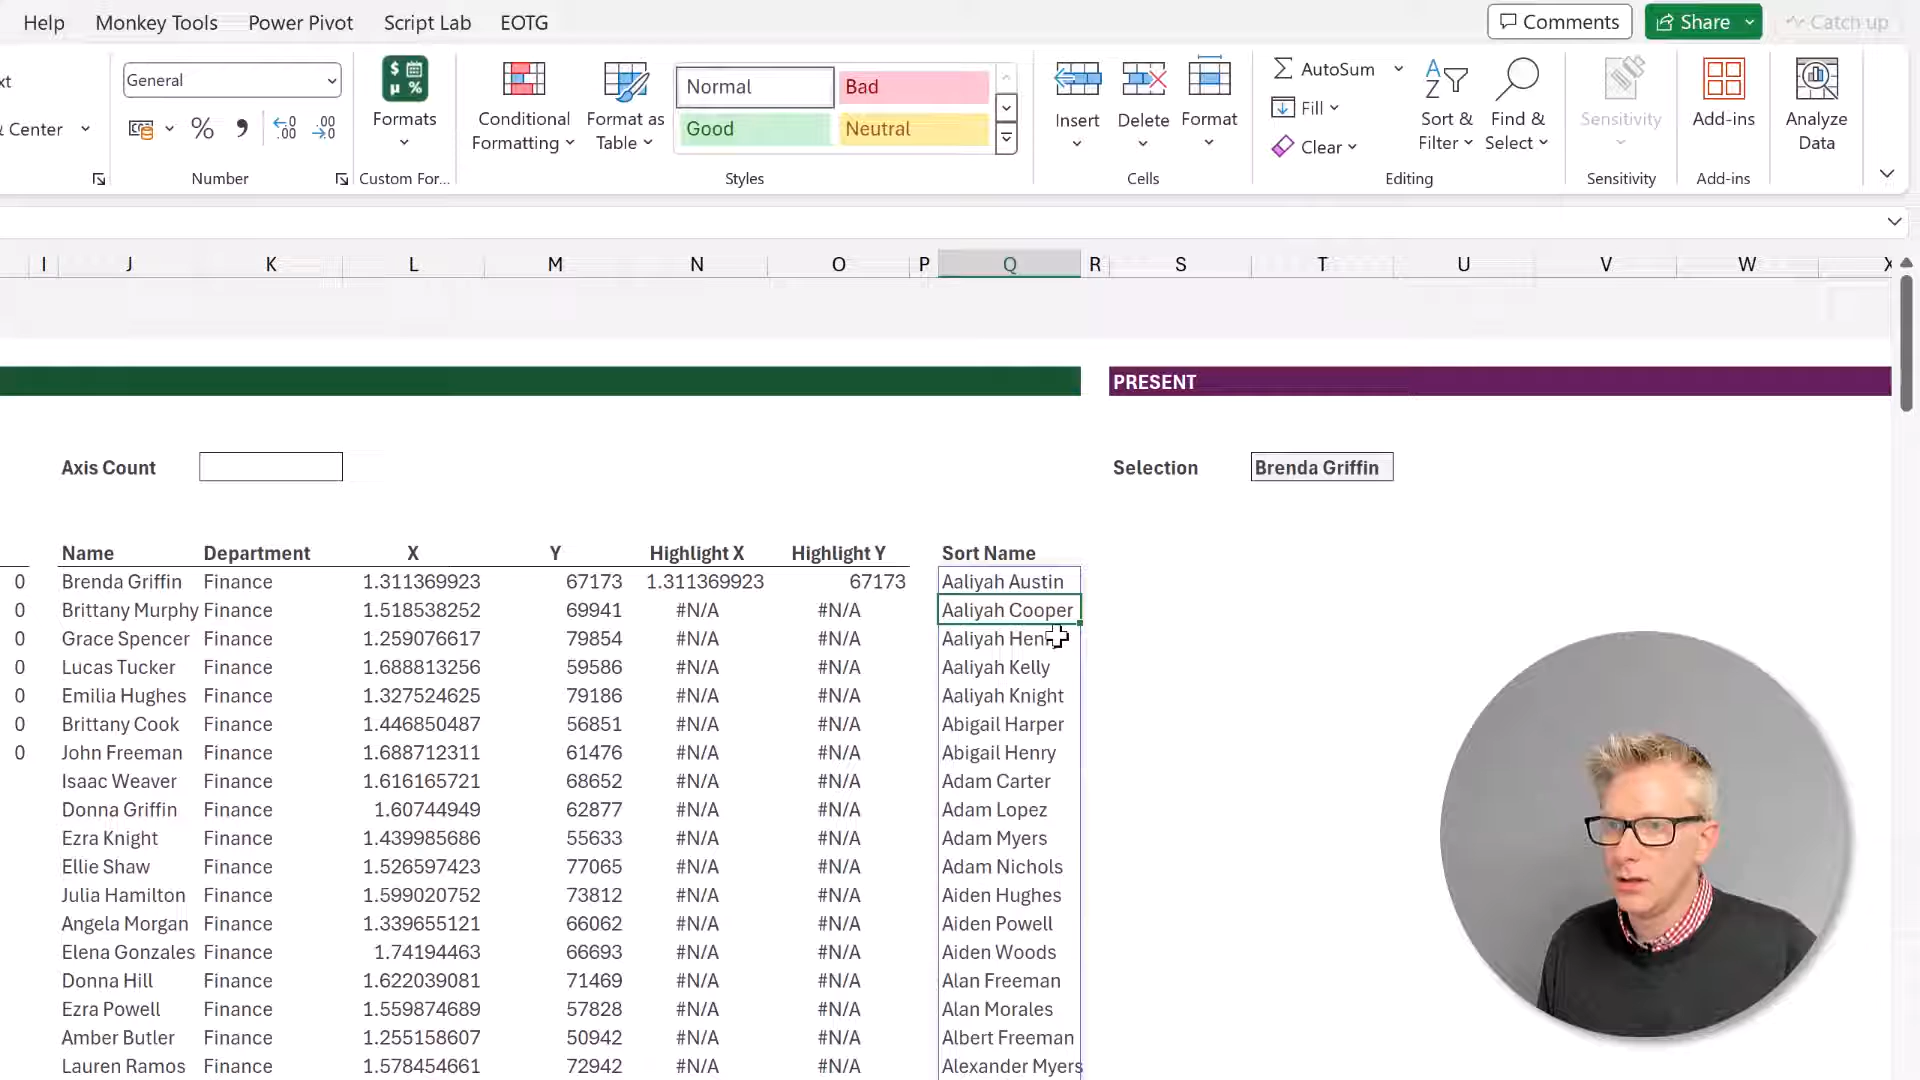 Help Monkey Tools Power Pivot Script Lab EOTG Comments Share Catch up
General
Center
Formats
Conditional Formatting
Format as Table
Normal Bad
Good Neutral
Insert Delete Format
AutoSum
Fill
Clear
Sort & Filter
Find & Select
Sensitivity
Add-ins
Analyze Data
Number Custom For... Styles Cells Editing Sensitivity Add-ins
I J K L M N O P Q R S T U V W X
PRESENT
Axis Count Selection Brenda Griffin
Name Department X Y Highlight X Highlight Y Sort Name
0 Brenda Griffin Finance 1.311369923 67173 1.311369923 67173 Aaliyah Austin
0 Brittany Murphy Finance 1.518538252 69941 #N/A #N/A Aaliyah Cooper
0 Grace Spencer Finance 1.259076617 79854 #N/A #N/A Aaliyah
0 Lucas Tucker Finance 1.688813256 59586 #N/A #N/A Aaliyah Kelly
0 Emilia Hughes Finance 1.327524625 79186 #N/A #N/A Aaliyah Knight
0 Brittany Cook Finance 1.446850487 56851 #N/A #N/A Abigail Harper
0 John Freeman Finance 1.688712311 61476 #N/A #N/A Abigail Henry
Isaac Weaver Finance 1.616165721 68652 #N/A #N/A Adam Carter
Donna Griffin Finance 1.60744949 62877 #N/A #N/A Adam Lopez
Ezra Knight Finance 1.439985686 55633 #N/A #N/A Adam Myers
Ellie Shaw Finance 1.526597423 77065 #N/A #N/A Adam Nichols
Julia Hamilton Finance 1.599020752 73812 #N/A #N/A Aiden Hughes
Angela Morgan Finance 1.339655121 66062 #N/A #N/A Aiden Powell
Elena Gonzales Finance 1.74194463 66693 #N/A #N/A Aiden Woods
Donna Hill Finance 1.622039081 71469 #N/A #N/A Alan Freeman
Ezra Powell Finance 1.559874689 57828 #N/A #N/A Alan Morales
Amber Butler Finance 1.255158607 50942 #N/A #N/A Albert Freeman
Lauren Ramos Finance 1.578454661 72942 #N/A #N/A Alexander Myers